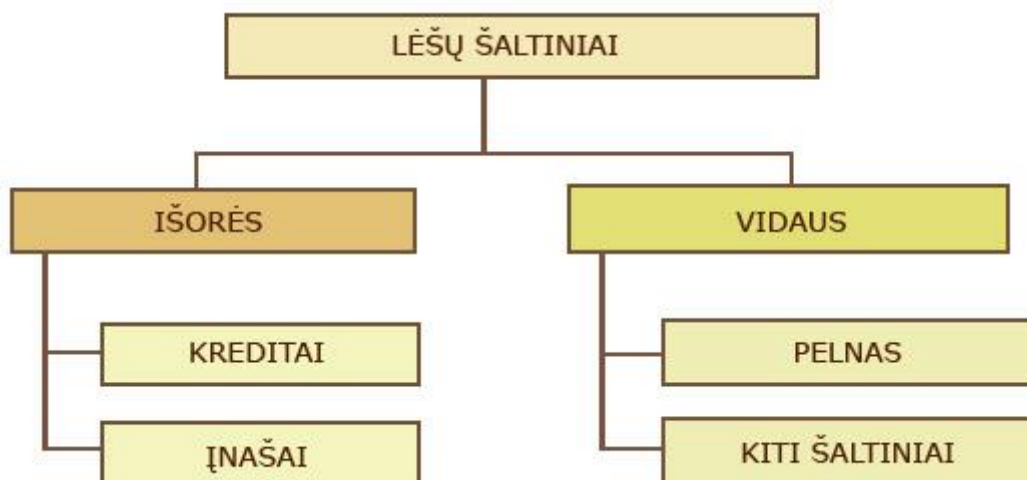 LĖŠŲ ŠALTINIAI
IŠORĖS
VIDAUS
KREDITAI
PELNAS
ĮNAŠAI
KITI ŠALTINIAI